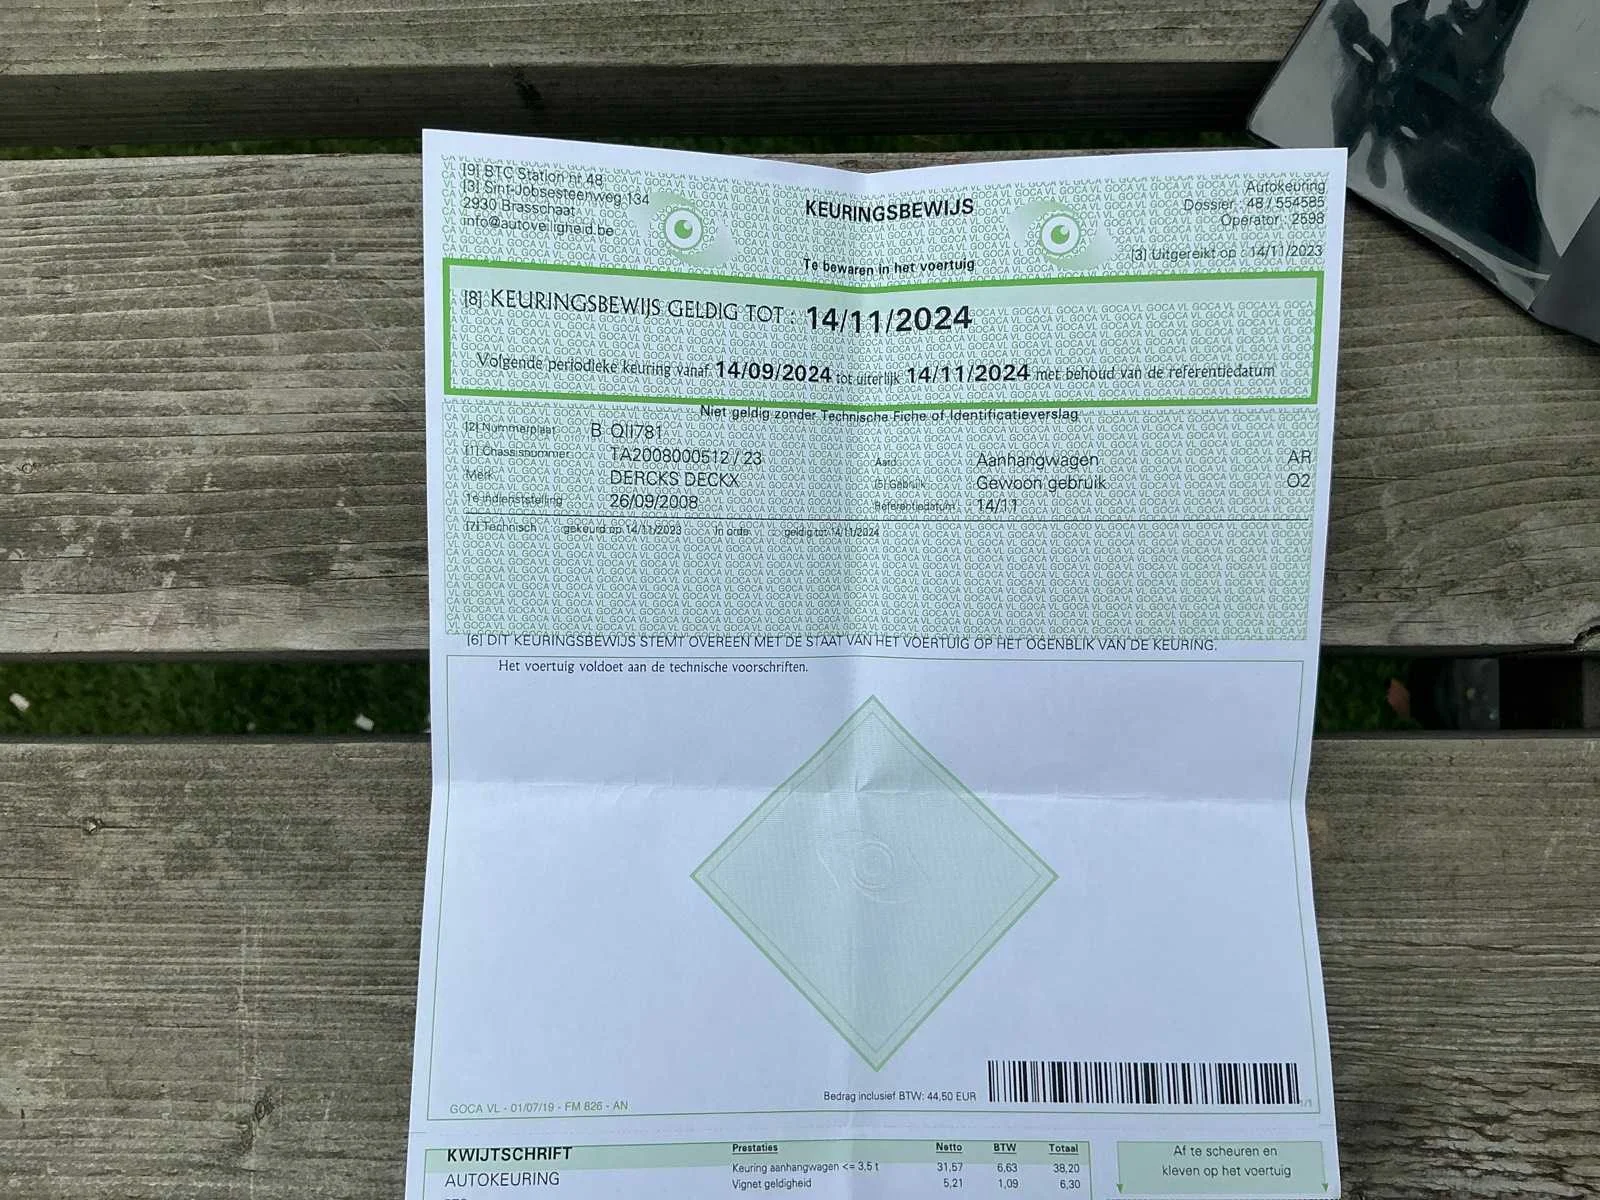 [9] BTC Station nr 48
[3] Sint-Jobsesteenweg 134
2930 Brasschaat
info@autoveiligheid.be
KEURINGSBEWIJS
Te bewaren in het voertuig
Autokeuring
Dossier : 48 / 554585
Operator : 2598
[3] Uitgereikt op : 14/11/2023
[8] KEURINGSBEWIJS GELDIG TOT : 14/11/2024
Volgende periodieke keuring vanaf 14/09/2024 tot uiterlijk 14/11/2024 met behoud van de referentiedatum
Niet geldig zonder Technische Fiche of Identificatieverslag
[2] Nummerplaat B QII781
[1] Chassisnummer TA2008000512 / 23
Merk DERCKS DECKX
1e indienststelling 26/09/2008
Aard Aanhangwagen AR
[5] Gebruik Gewoon gebruik O2
Referentiedatum 14/11
[7] Technisch gekeurd op 14/11/2023 In orde geldig tot 14/11/2024
[6] DIT KEURINGSBEWIJS STEMT OVEREEN MET DE STAAT VAN HET VOERTUIG OP HET OGENBLIK VAN DE KEURING.
Het voertuig voldoet aan de technische voorschriften.
GOCA VL - 01/07/19 - FM 826 - AN
Bedrag inclusief BTW: 44,50 EUR
1/1
KWIJTSCHRIFT
AUTOKEURING
Prestaties Netto BTW Totaal
Keuring aanhangwagen <= 3,5 t 31,57 6,63 38,20
Vignet geldigheid 5,21 1,09 6,30
Af te scheuren en
kleven op het voertuig